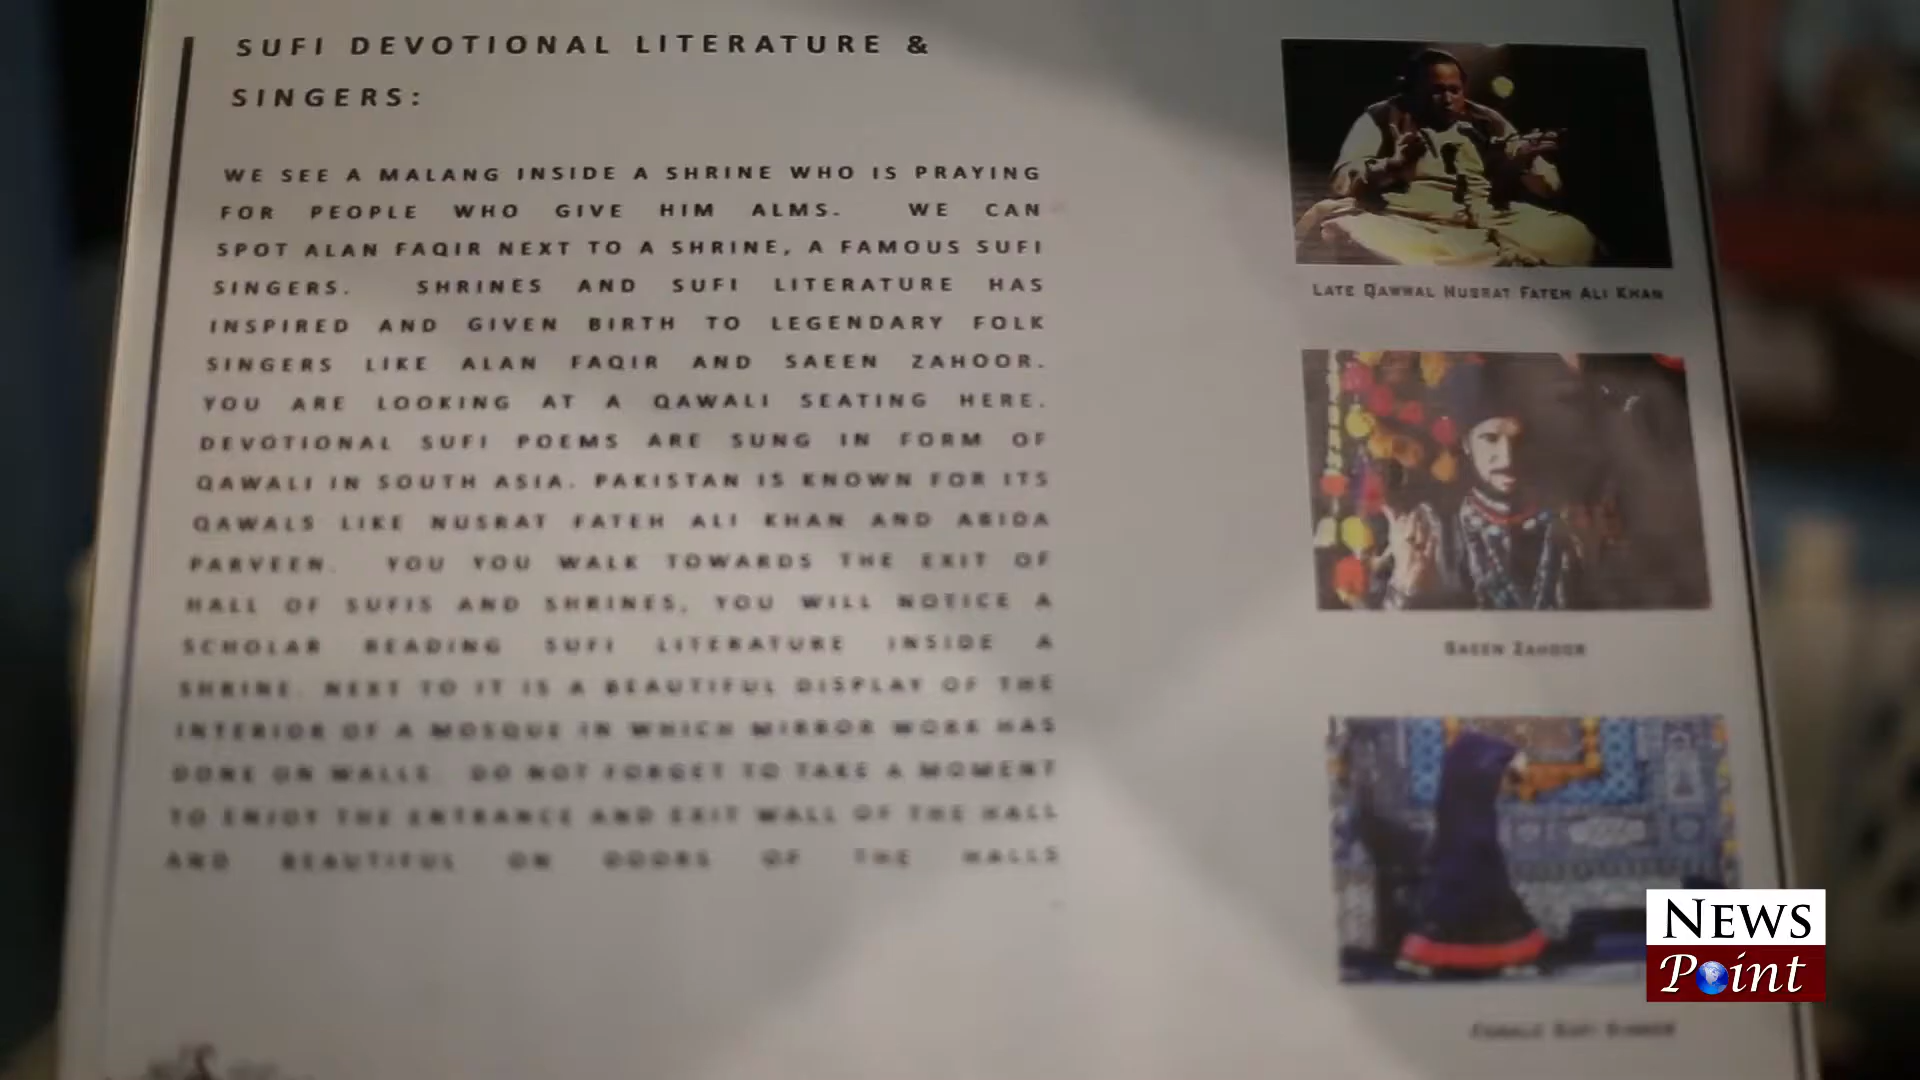 SUFI DEVOTIONAL LITERATURE &
SINGERS:
WE SEE A MALANG INSIDE A SHRINE WHO IS PRAYING
FOR PEOPLE WHO GIVE HIM ALMS. WE CAN
SPOT ALAN FAQIR NEXT TO A SHRINE, A FAMOUS SUFI
SINGERS. SHRINES AND SUFI LITERATURE HAS
INSPIRED AND GIVEN BIRTH TO LEGENDARY FOLK
SINGERS LIKE ALAN FAQIR AND SAEEN ZAHOOR.
YOU ARE LOOKING AT A QAWALI SEATING HERE.
DEVOTIONAL SUFI POEMS ARE SUNG IN FORM OF
QAWALI IN SOUTH ASIA. PAKISTAN IS KNOWN FOR ITS
QAWALS LIKE NUSRAT FATEH ALI KHAN AND ABIDA
PARVEEN. YOU YOU WALK TOWARDS THE EXIT OF
HALL OF SUFIS AND SHRINES, YOU WILL NOTICE A
SCHOLAR READING SUFI LITERATURE INSIDE A
SHRINE. NEXT TO IT IS A BEAUTIFUL DISPLAY OF THE
INTERIOR OF A MOSQUE IN WHICH MIRROR WORK HAS
DONE ON WALLS. DO NOT FORGET TO TAKE A MOMENT
TO ENJOY THE ENTRANCE AND EXIT WALL OF THE HALL
AND BEAUTIFUL ON DOORS OF THE HALLS
LATE QAWWAL NUSRAT FATEH ALI KHAN
SAEEN ZAHOOR
FEMALE SUFI SINGER
NEWS
Point